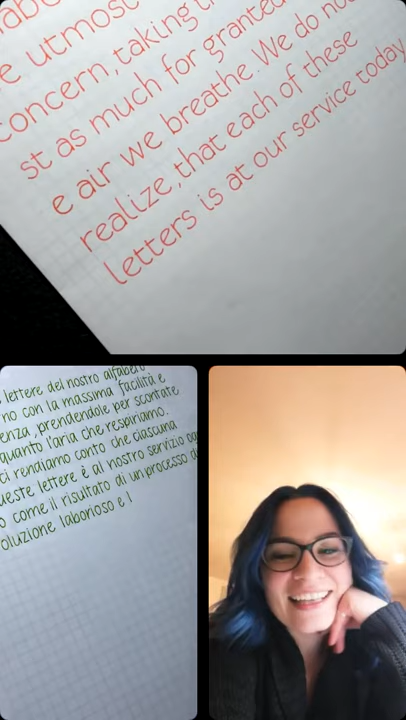 e utmost
concern, taking
st as much for granted
e air we breathe. We do not
realize, that each of these
letters is at our service today
lettere del nostro alfabeto
no con la massima facilità e
enza, prendendole per scontate
quanto l'aria che respiriamo.
ci rendiamo conto che ciascuna
ueste lettere è al nostro servizio og
o come il risultato di un processo di
oluzione laborioso e l